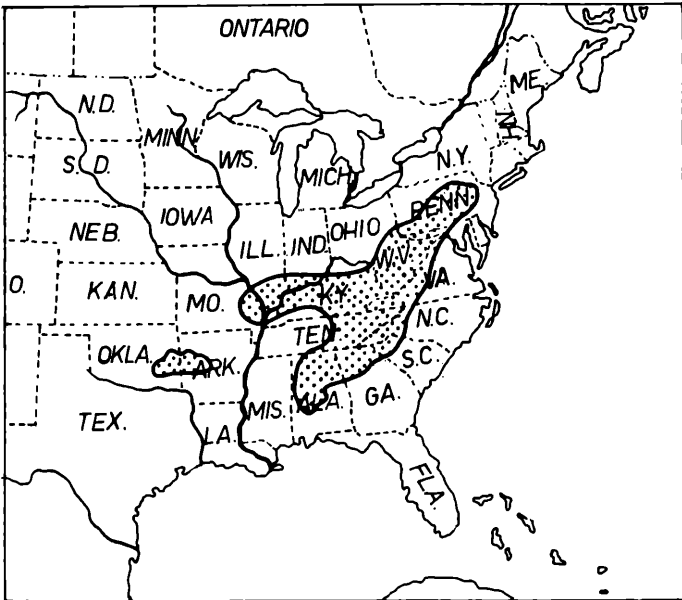 ONTARIO
N.D.
MINN.
ME.
S.D.
WIS.
MICH.
N.Y.
N.H.
NEB.
IOWA
ILL.
IND.
OHIO
PENN.
W.V.
O.
KAN.
MO.
KY.
VA.
N.C.
OKLA.
ARK.
TEN
S.C.
TEX.
LA.
MIS.
ALA.
GA.
FLA.